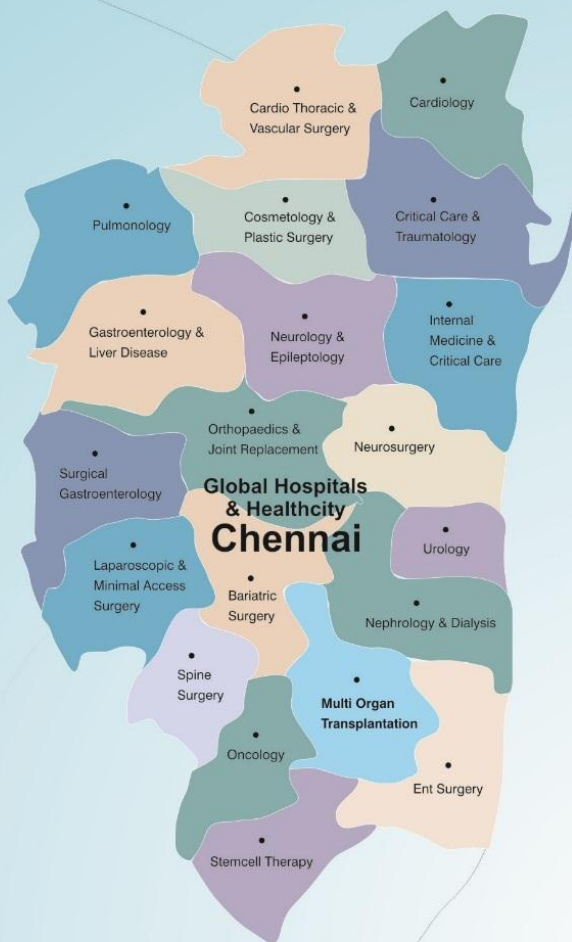 Cardio Thoracic &
Vascular Surgery
Cardiology
Pulmonology
Cosmetology &
Plastic Surgery
Critical Care &
Traumatology
Gastroenterology &
Liver Disease
Neurology &
Epileptology
Internal
Medicine &
Critical Care
Orthopaedics &
Joint Replacement
Neurosurgery
Surgical
Gastroenterology
Global Hospitals
& Healthcity
Chennai
Urology
Laparoscopic &
Minimal Access
Surgery
Bariatric
Surgery
Nephrology & Dialysis
Spine
Surgery
Multi Organ
Transplantation
Oncology
Ent Surgery
Stemcell Therapy